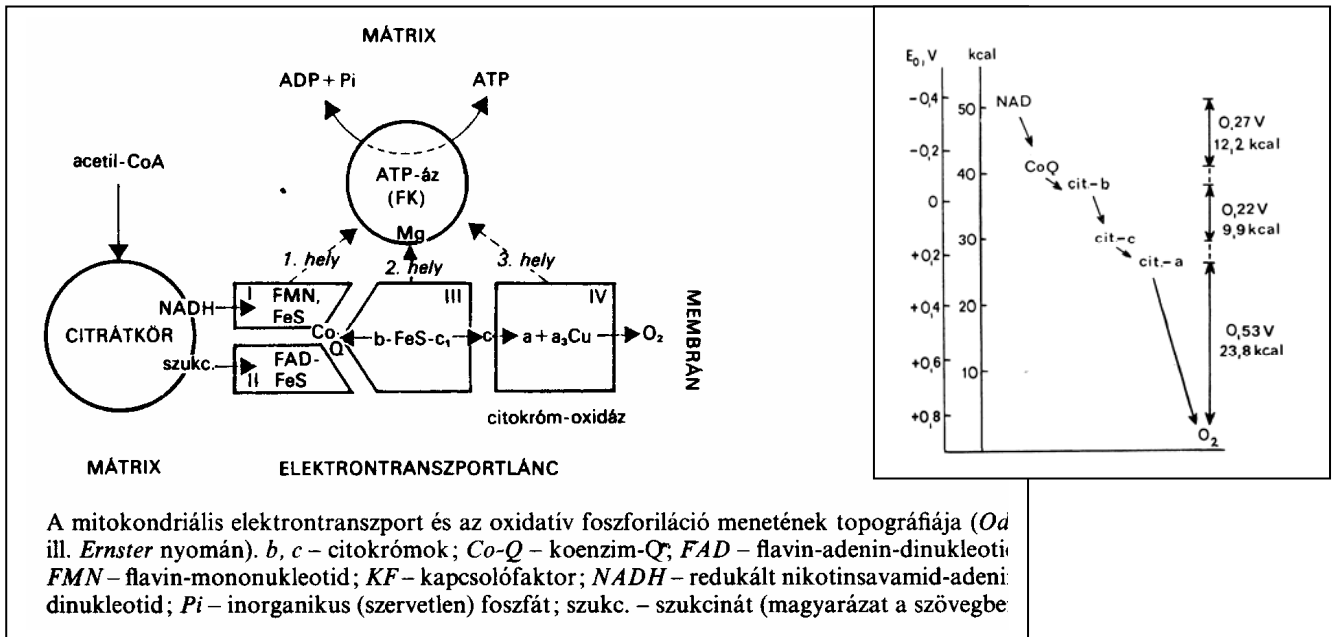 MÁTRIX
ADP + Pi
ATP
acetil-CoA
ATP-áz
(FK)
Mg
1. hely
2. hely
3. hely
CITRÁTKÖR
NADH
szukc.
I
FMN,
FeS
II
FAD-
FeS
Co
Q
III
b-FeS-c₁
c
IV
a + a₃Cu
O₂
MEMBRÁN
citokróm-oxidáz
MÁTRIX
ELEKTRONTRANSZPORTLÁNC
E₀, V
kcal
−0,4
−0,2
0
+0,2
+0,4
+0,6
+0,8
50
40
30
20
10
NAD
CoQ
cit.-b
cit.-c
cit.-a
O₂
0,27 V
12,2 kcal
0,22 V
9,9 kcal
0,53 V
23,8 kcal
A mitokondriális elektrontranszport és az oxidatív foszforiláció menetének topográfiája (Od
ill. Ernster nyomán). b, c – citokrómok; Co-Q – koenzim-Q; FAD – flavin-adenin-dinukleoti
FMN – flavin-mononukleotid; KF – kapcsolófaktor; NADH – redukált nikotinsavamid-adeni
dinukleotid; Pi – inorganikus (szervetlen) foszfát; szukc. – szukcinát (magyarázat a szövegbe